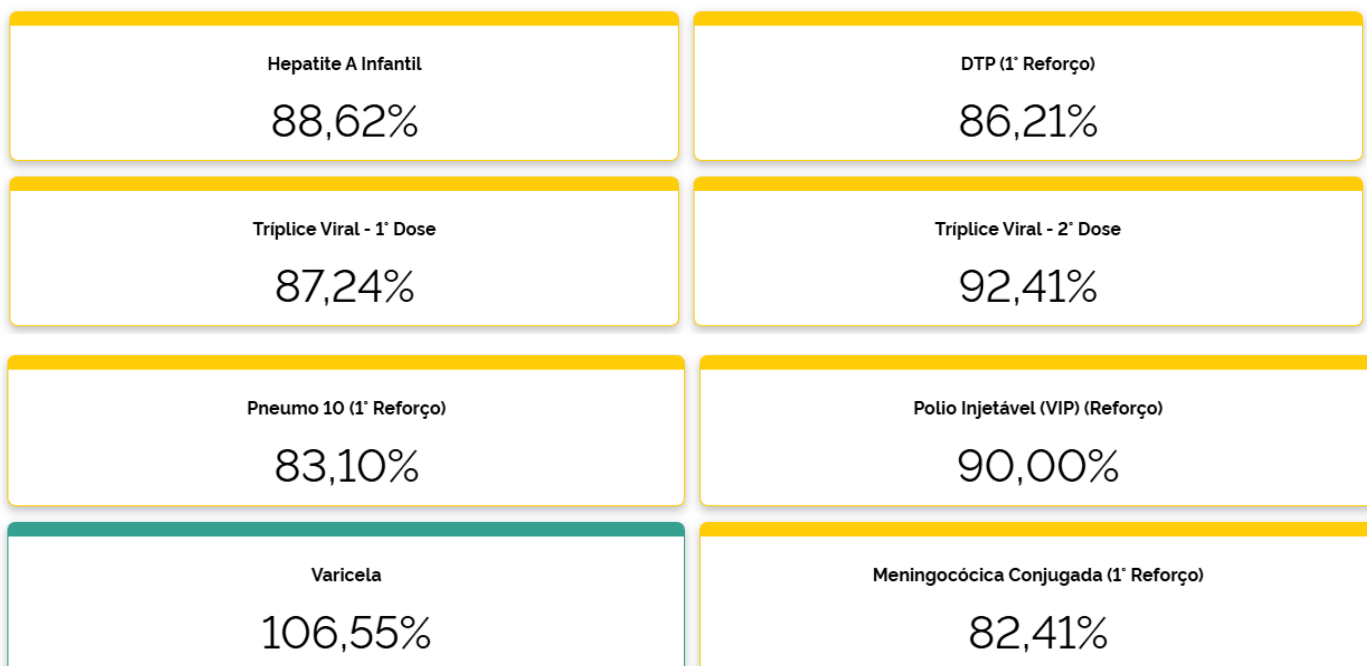 Hepatite A Infantil
88,62%
DTP (1° Reforço)
86,21%
Tríplice Viral - 1° Dose
87,24%
Tríplice Viral - 2° Dose
92,41%
Pneumo 10 (1° Reforço)
83,10%
Polio Injetável (VIP) (Reforço)
90,00%
Varicela
106,55%
Meningocócica Conjugada (1° Reforço)
82,41%